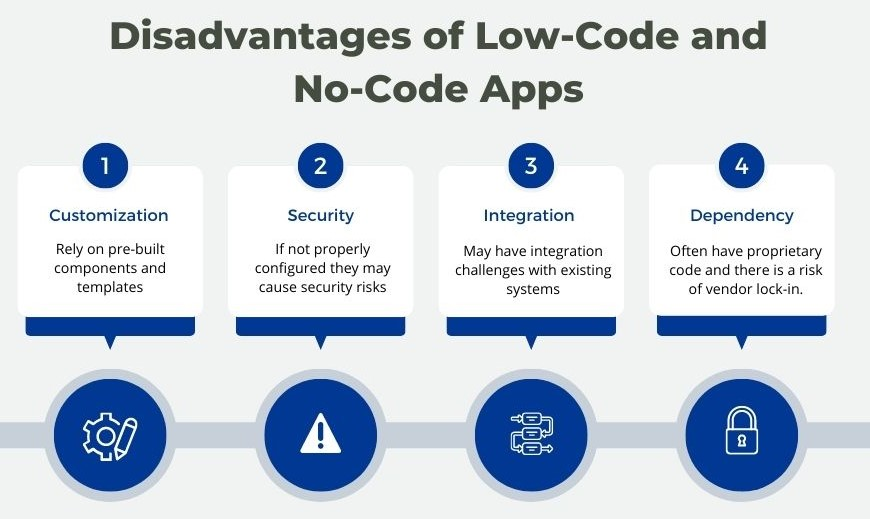 Disadvantages of Low-Code and
No-Code Apps
1
Customization
Rely on pre-built
components and
templates
2
Security
If not properly
configured they may
cause security risks
3
Integration
May have integration
challenges with existing
systems
4
Dependency
Often have proprietary
code and there is a risk
of vendor lock-in.